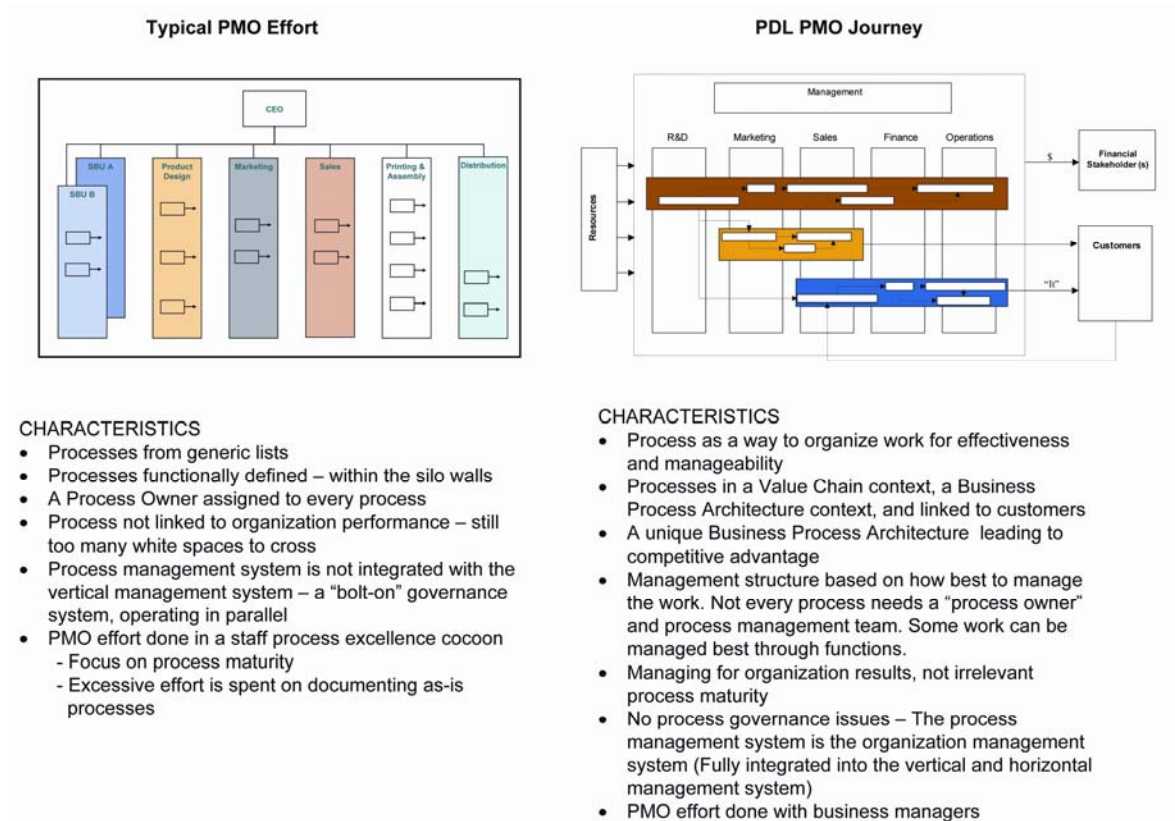 Typical PMO Effort
CEO
SBU A
SBU B
Product
Design
Marketing
Sales
Printing &
Assembly
Distribution
CHARACTERISTICS
• Processes from generic lists
• Processes functionally defined – within the silo walls
• A Process Owner assigned to every process
• Process not linked to organization performance – still
too many white spaces to cross
• Process management system is not integrated with the
vertical management system – a “bolt-on” governance
system, operating in parallel
• PMO effort done in a staff process excellence cocoon
- Focus on process maturity
- Excessive effort is spent on documenting as-is
processes
PDL PMO Journey
Management
R&D
Marketing
Sales
Finance
Operations
Resources
$
Financial
Stakeholder (s)
Customers
“It”
CHARACTERISTICS
• Process as a way to organize work for effectiveness
and manageability
• Processes in a Value Chain context, a Business
Process Architecture context, and linked to customers
• A unique Business Process Architecture leading to
competitive advantage
• Management structure based on how best to manage
the work. Not every process needs a “process owner”
and process management team. Some work can be
managed best through functions.
• Managing for organization results, not irrelevant
process maturity
• No process governance issues – The process
management system is the organization management
system (Fully integrated into the vertical and horizontal
management system)
• PMO effort done with business managers